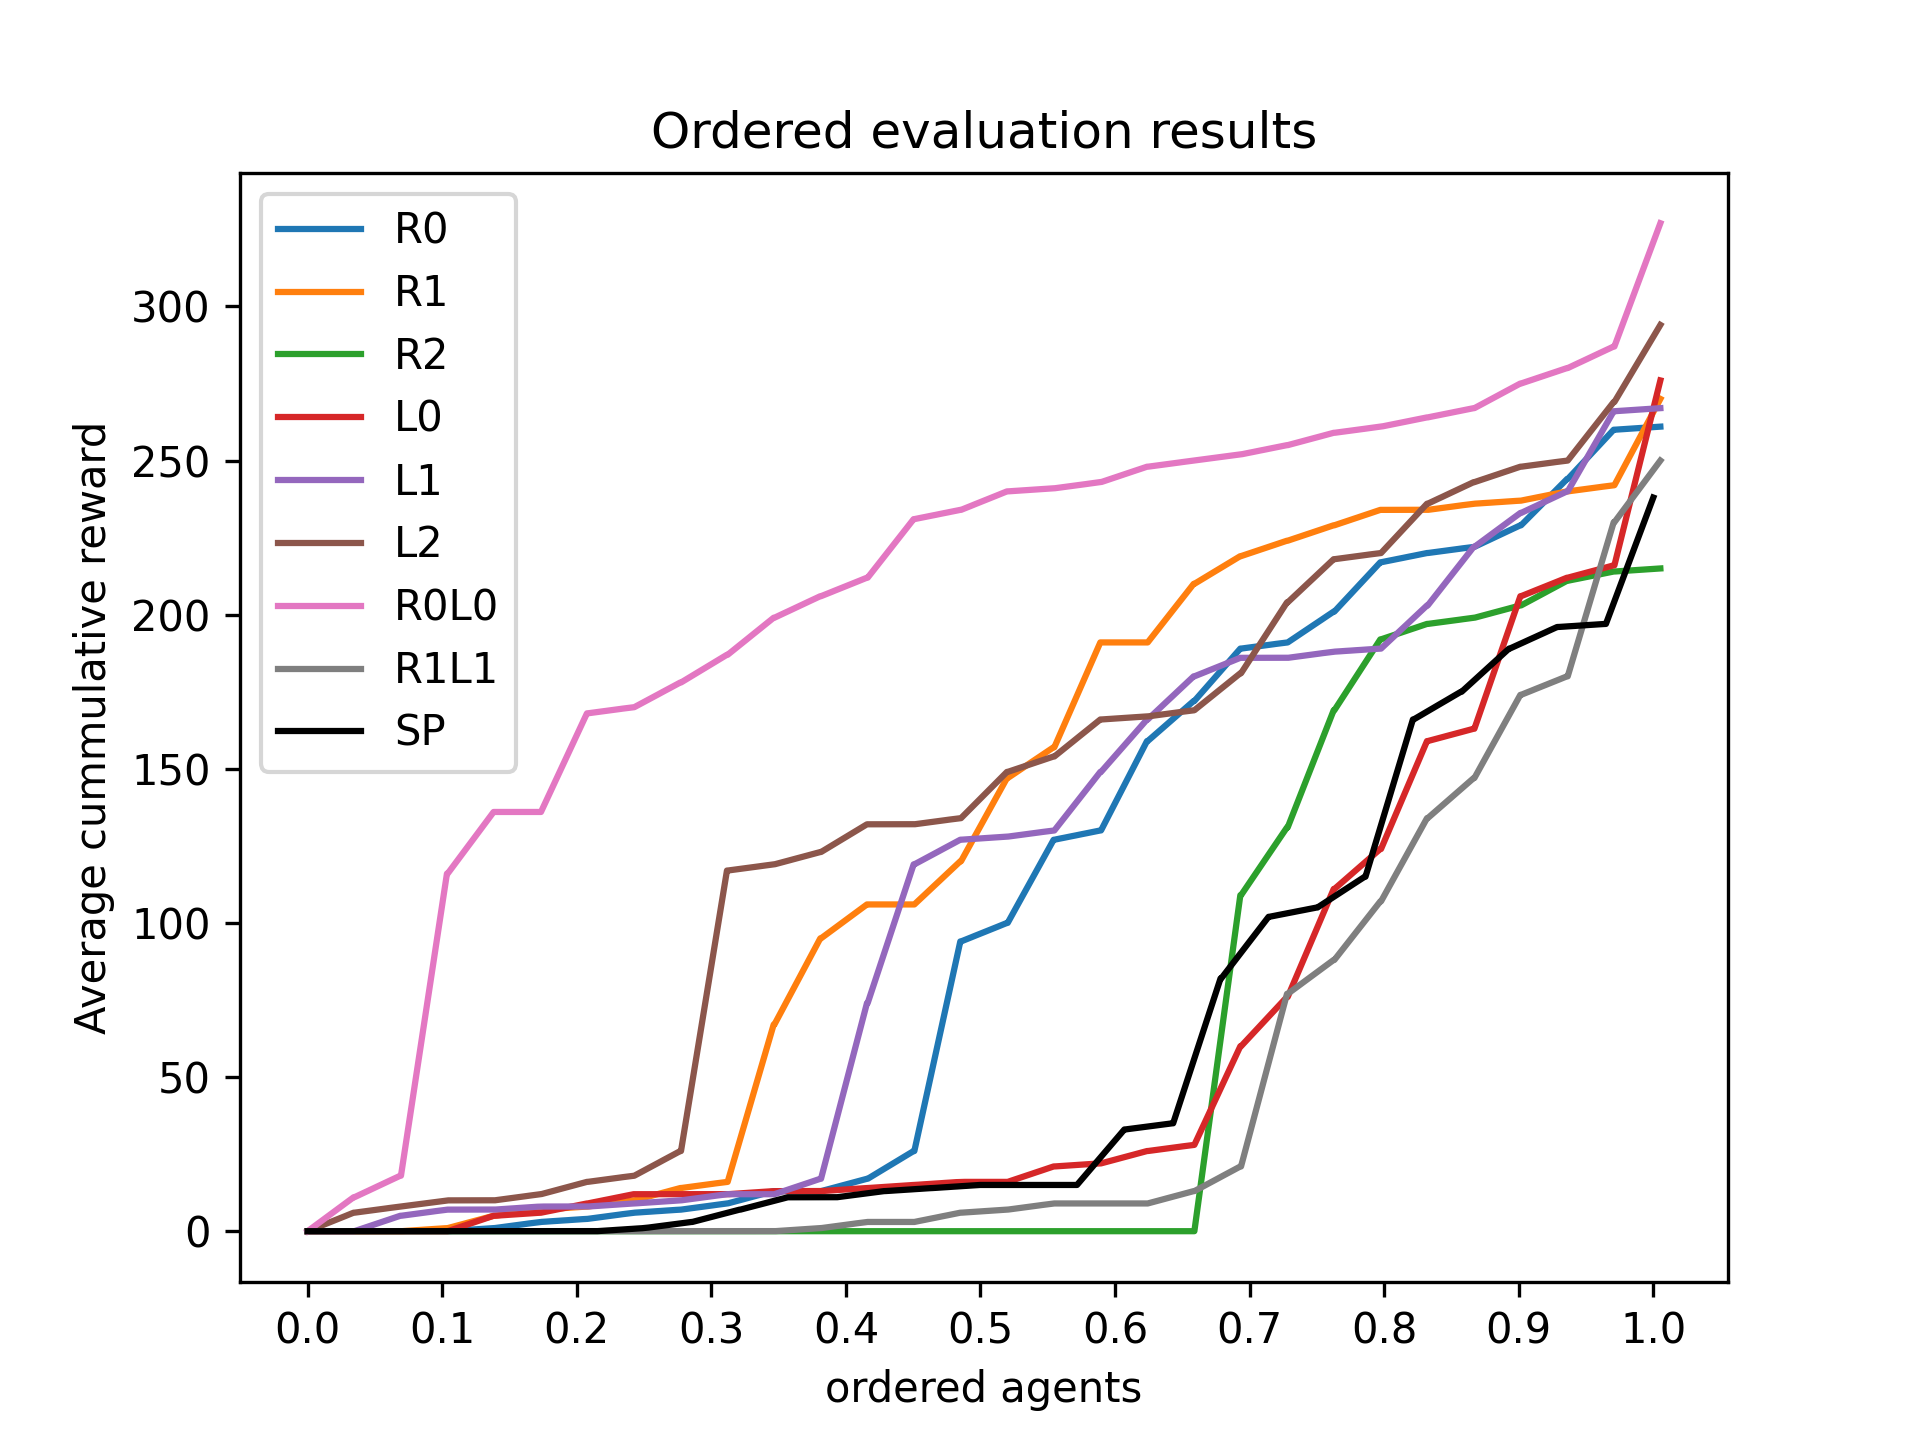 Ordered evaluation results
R0
R1
R2
L0
L1
L2
R0L0
R1L1
SP
Average cummulative reward
300
250
200
150
100
50
0
0.0 0.1 0.2 0.3 0.4 0.5 0.6 0.7 0.8 0.9 1.0
ordered agents